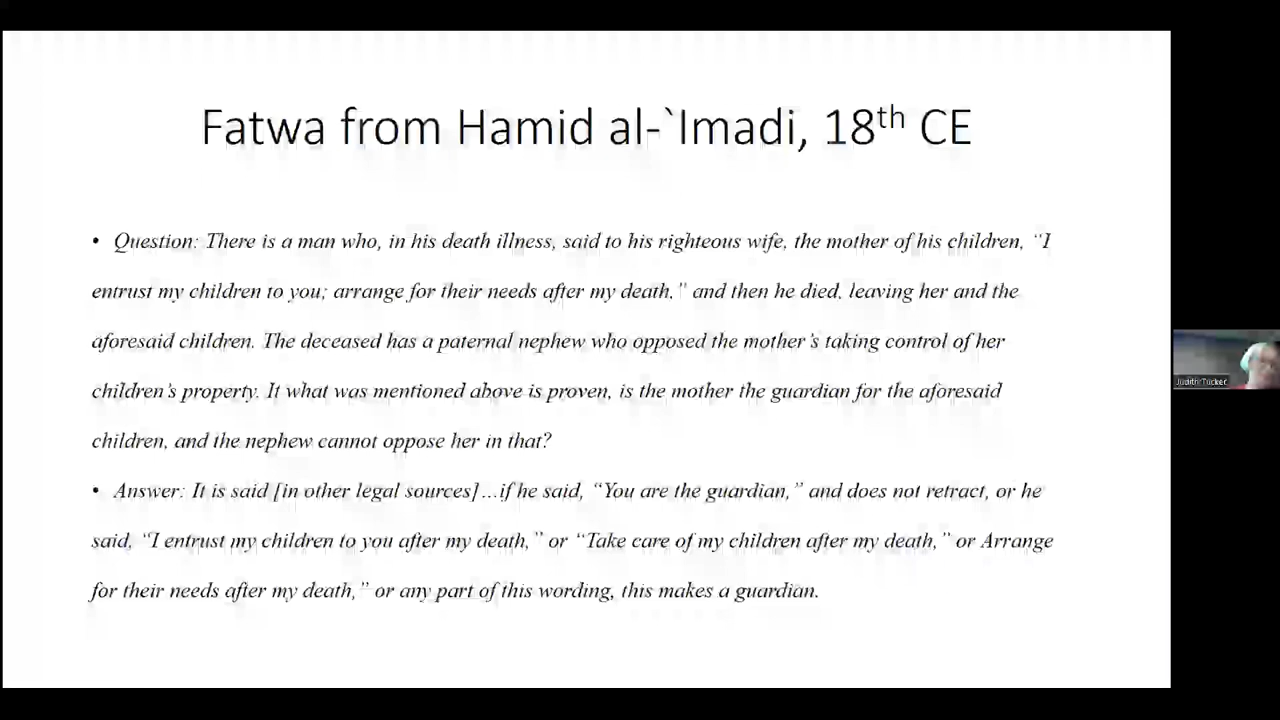 Fatwa from Hamid al-`Imadi, 18th CE
• Question: There is a man who, in his death illness, said to his righteous wife, the mother of his children, “I
entrust my children to you; arrange for their needs after my death,” and then he died, leaving her and the
aforesaid children. The deceased has a paternal nephew who opposed the mother’s taking control of her
children’s property. It what was mentioned above is proven, is the mother the guardian for the aforesaid
children, and the nephew cannot oppose her in that?
• Answer: It is said [in other legal sources]…if he said, “You are the guardian,” and does not retract, or he
said, “I entrust my children to you after my death,” or “Take care of my children after my death,” or Arrange
for their needs after my death,” or any part of this wording, this makes a guardian.
Judith Tucker